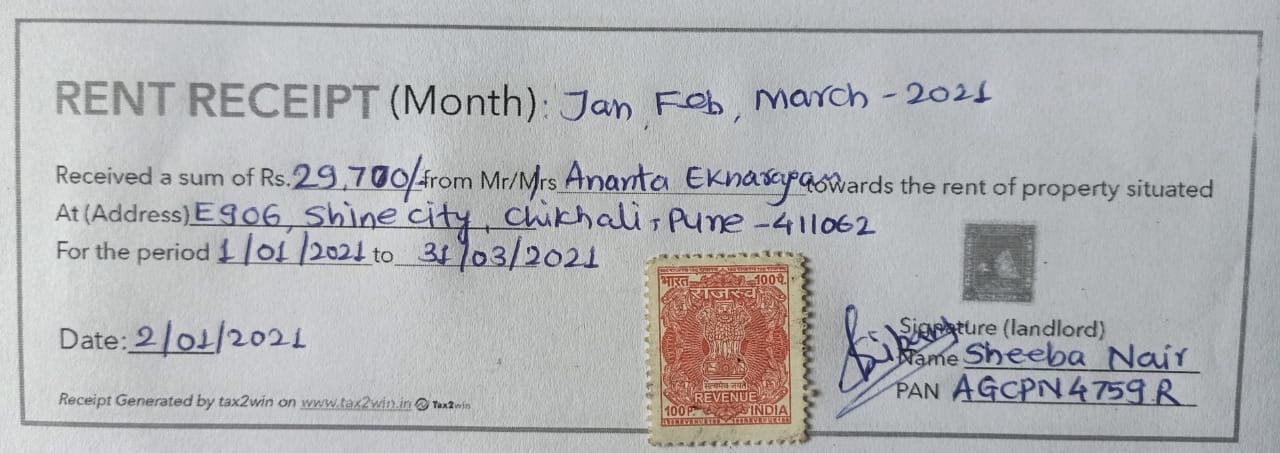 RENT RECEIPT (Month): Jan, Feb, March - 2021
Received a sum of Rs. 29,700/- from Mr/Mrs Ananta Eknarayan towards the rent of property situated
At (Address) E906, Shine city, Chikhali, Pune -411062
For the period 1/01/2021 to 31/03/2021
भारत 100पै.
राजस्व
सत्यमेव जयते
REVENUE
100P. INDIA
Date: 2/01/2021
Signature (landlord)
Name Sheeba Nair
PAN AGCPN4759R
Receipt Generated by tax2win on www.tax2win.in Tax2win